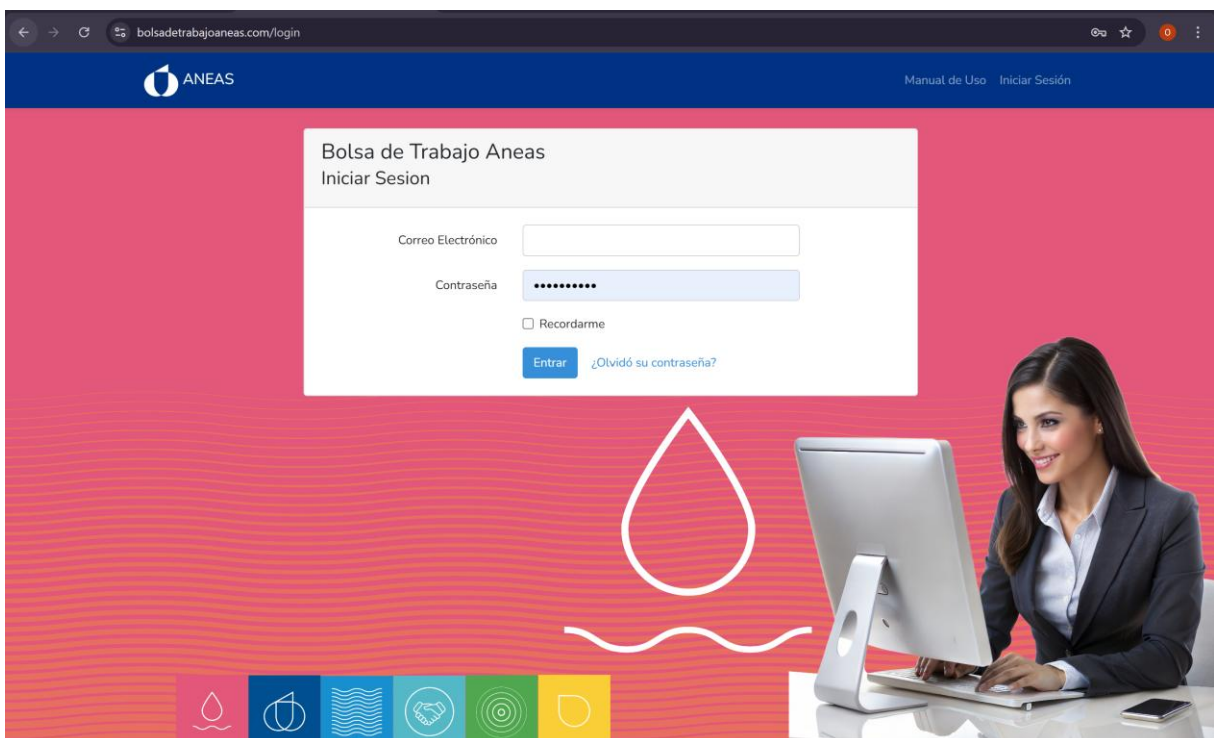 bolsadetrabajoaneas.com/login
O
ANEAS
Manual de Uso Iniciar Sesión
Bolsa de Trabajo Aneas
Iniciar Sesion
Correo Electrónico
Contraseña
Recordarme
Entrar ¿Olvidó su contraseña?